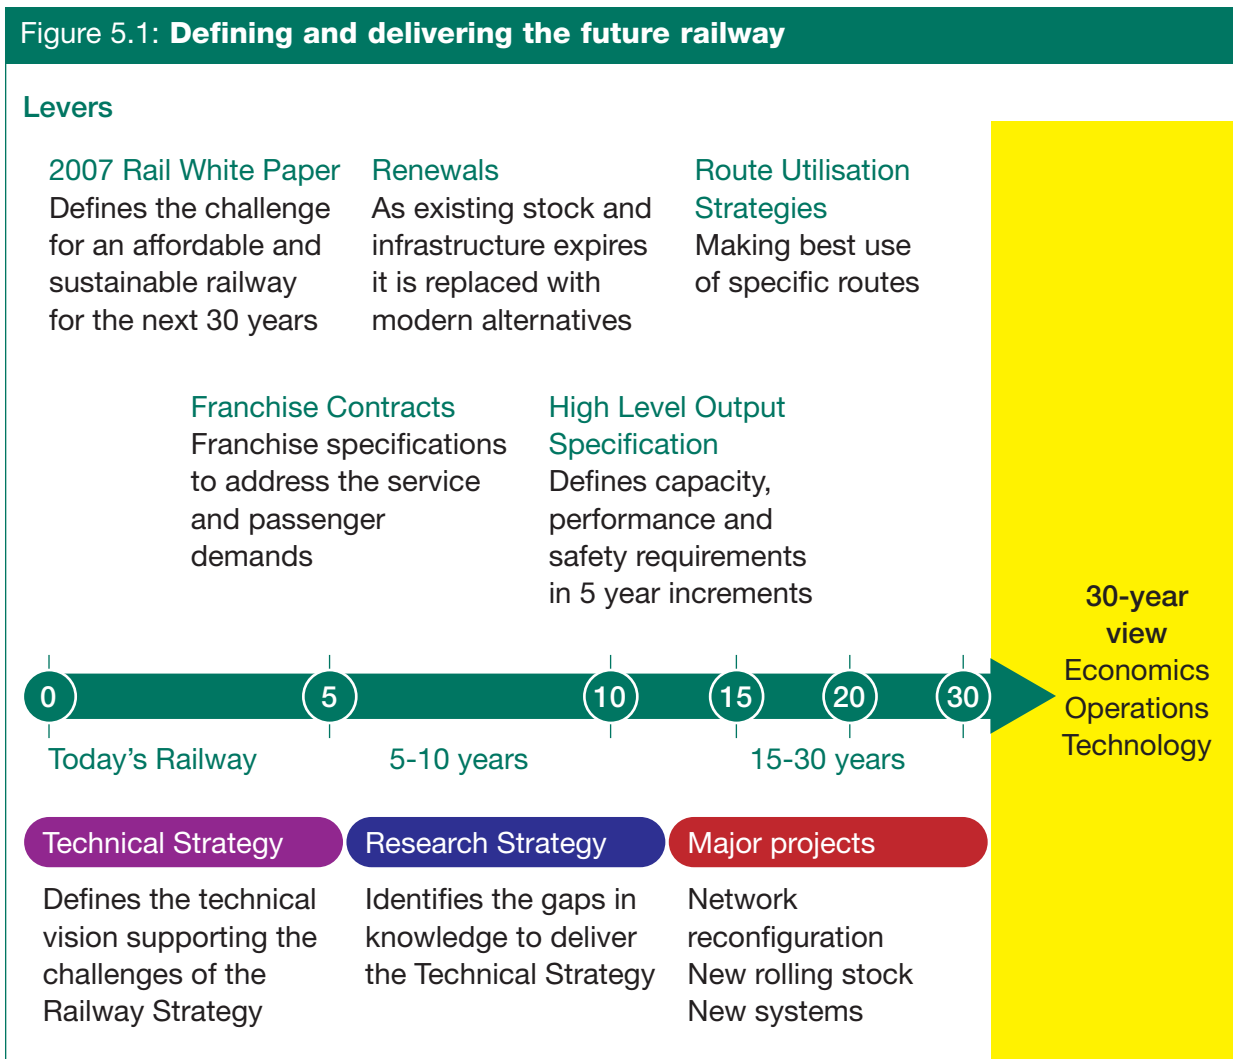 Figure 5.1: Defining and delivering the future railway
Levers
2007 Rail White Paper
Defines the challenge
for an affordable and
sustainable railway
for the next 30 years
Renewals
As existing stock and
infrastructure expires
it is replaced with
modern alternatives
Route Utilisation
Strategies
Making best use
of specific routes
Franchise Contracts
Franchise specifications
to address the service
and passenger
demands
High Level Output
Specification
Defines capacity,
performance and
safety requirements
in 5 year increments
30-year
view
Economics
Operations
Technology
0 5 10 15 20 30
Today’s Railway 5-10 years 15-30 years
Technical Strategy
Defines the technical
vision supporting the
challenges of the
Railway Strategy
Research Strategy
Identifies the gaps in
knowledge to deliver
the Technical Strategy
Major projects
Network
reconfiguration
New rolling stock
New systems